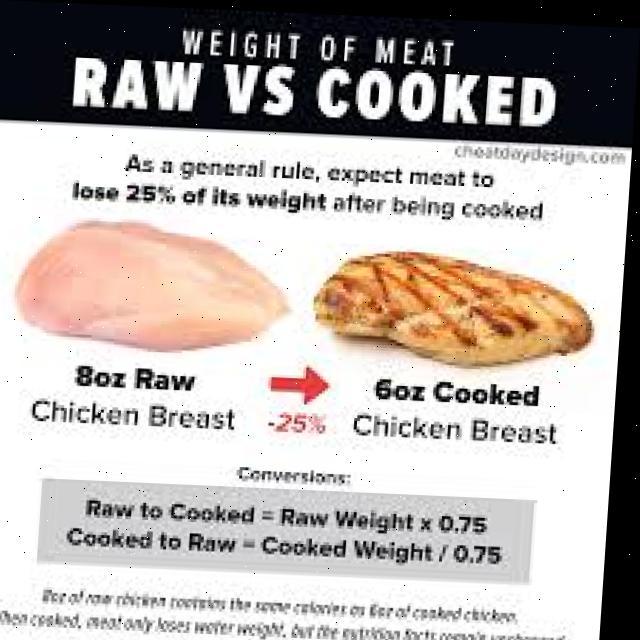 WEIGHT OF MEAT
RAW VS COOKED
cheatdaydesign.com
As a general rule, expect meat to
lose 25% of its weight after being cooked
8oz Raw
Chicken Breast
-25%
6oz Cooked
Chicken Breast
Conversions:
Raw to Cooked = Raw Weight x 0.75
Cooked to Raw = Cooked Weight / 0.75
8oz of raw chicken contains the same calories as 6oz of cooked chicken.
When cooked, meat only loses water weight, but the nutrition facts remain unchanged